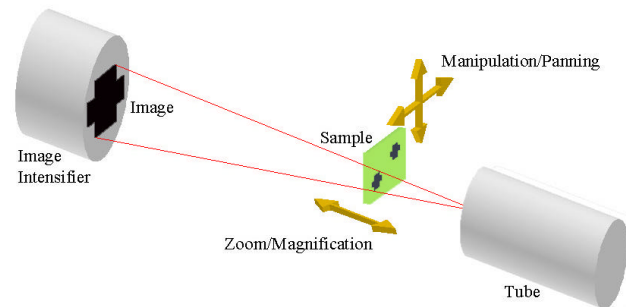 Manipulation/Panning
Image
Sample
Image
Intensifier
Zoom/Magnification
Tube